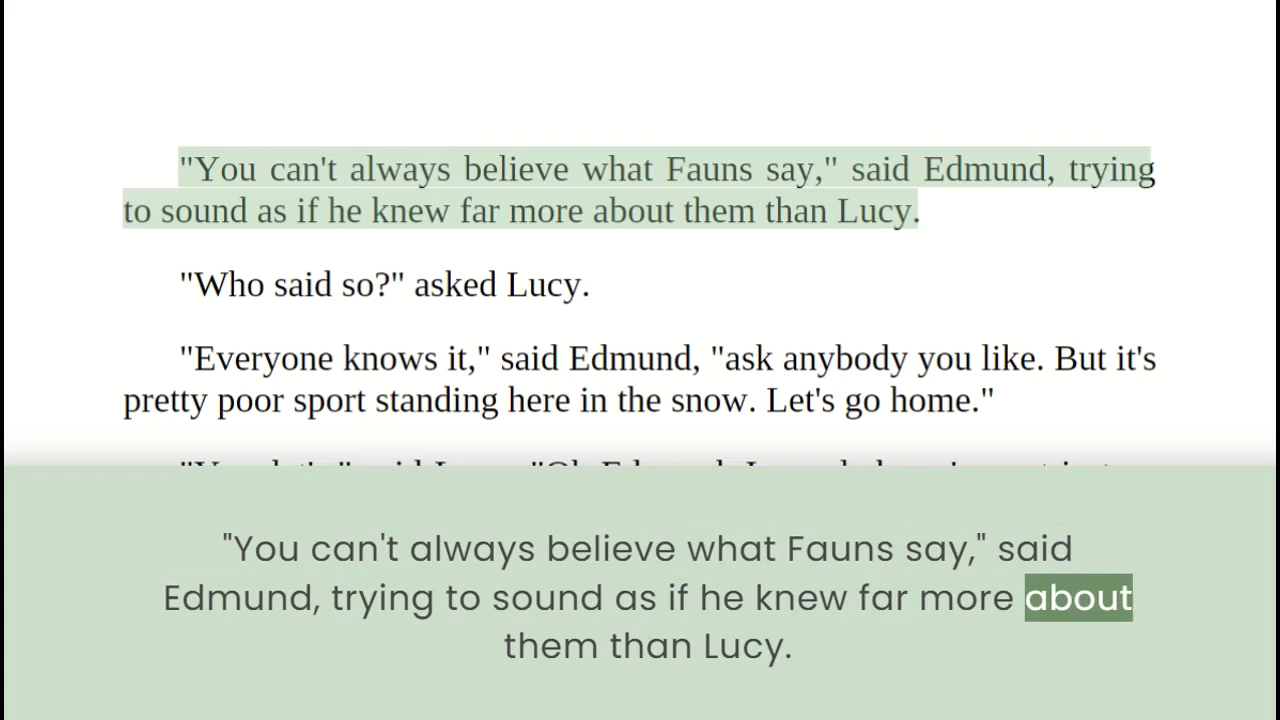 "You can't always believe what Fauns say," said Edmund, trying
to sound as if he knew far more about them than Lucy.
"Who said so?" asked Lucy.
"Everyone knows it," said Edmund, "ask anybody you like. But it's
pretty poor sport standing here in the snow. Let's go home."
"You can't always believe what Fauns say," said
Edmund, trying to sound as if he knew far more about
them than Lucy.